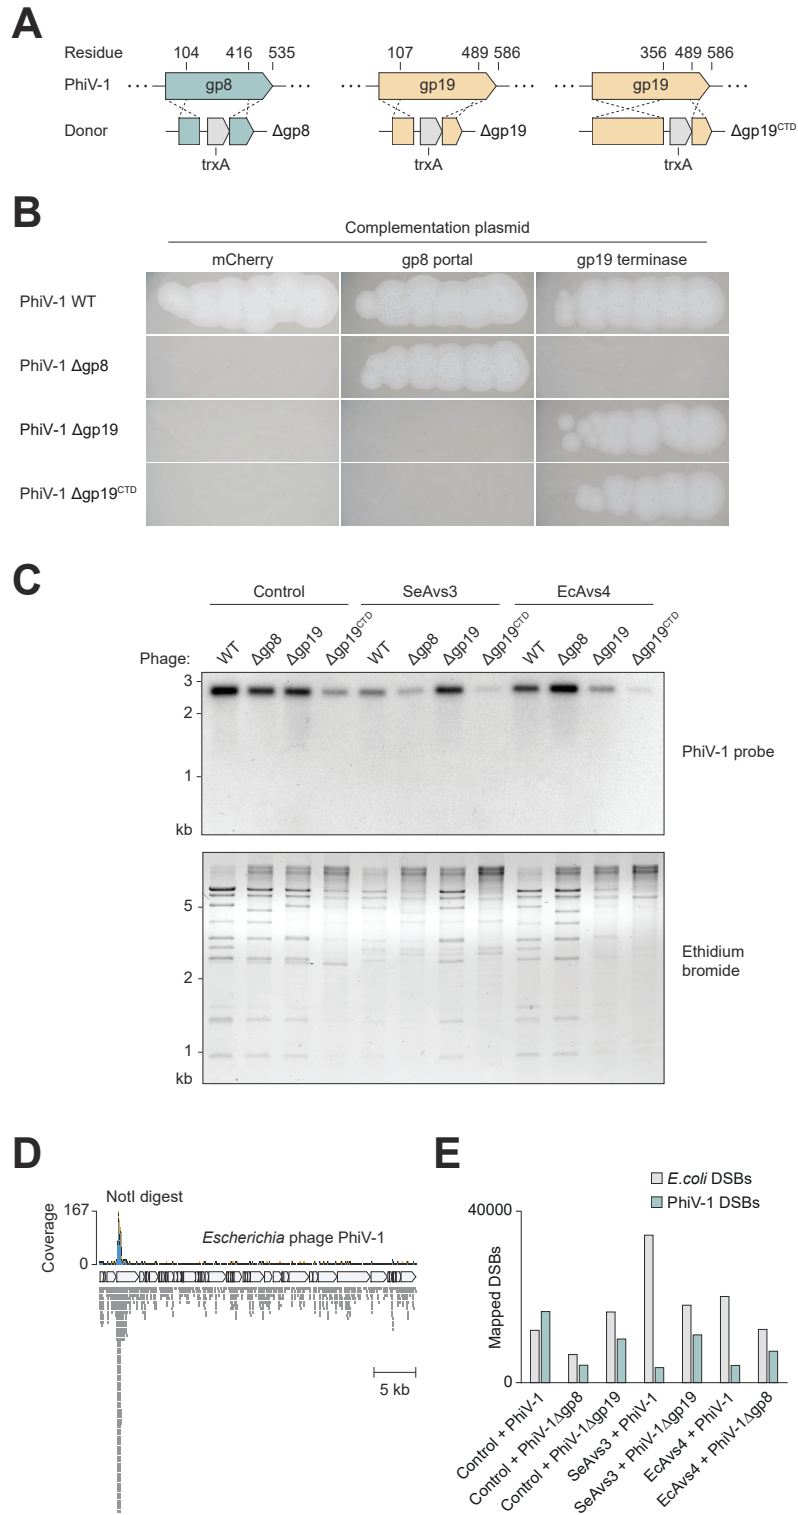 A
Residue 104 416 535 107 489 586 356 489 586
PhiV-1 ··· gp8 ··· ··· gp19 ··· ··· gp19 ···
Donor Δgp8 Δgp19 Δgp19CTD
trxA trxA trxA
B
Complementation plasmid
mCherry gp8 portal gp19 terminase
PhiV-1 WT
PhiV-1 Δgp8
PhiV-1 Δgp19
PhiV-1 Δgp19CTD
C
Control SeAvs3 EcAvs4
Phage: WT Δgp8 Δgp19 Δgp19CTD WT Δgp8 Δgp19 Δgp19CTD WT Δgp8 Δgp19 Δgp19CTD
3
2
PhiV-1 probe
1
kb
5
Ethidium
bromide
2
1
kb
D
NotI digest
Coverage
167
Escherichia phage PhiV-1
0
5 kb
E
E.coli DSBs
PhiV-1 DSBs
40000
Mapped DSBs
0
Control + PhiV-1
Control + PhiV-1Δgp8
Control + PhiV-1Δgp19
SeAvs3 + PhiV-1
SeAvs3 + PhiV-1Δgp19
EcAvs4 + PhiV-1
EcAvs4 + PhiV-1Δgp8